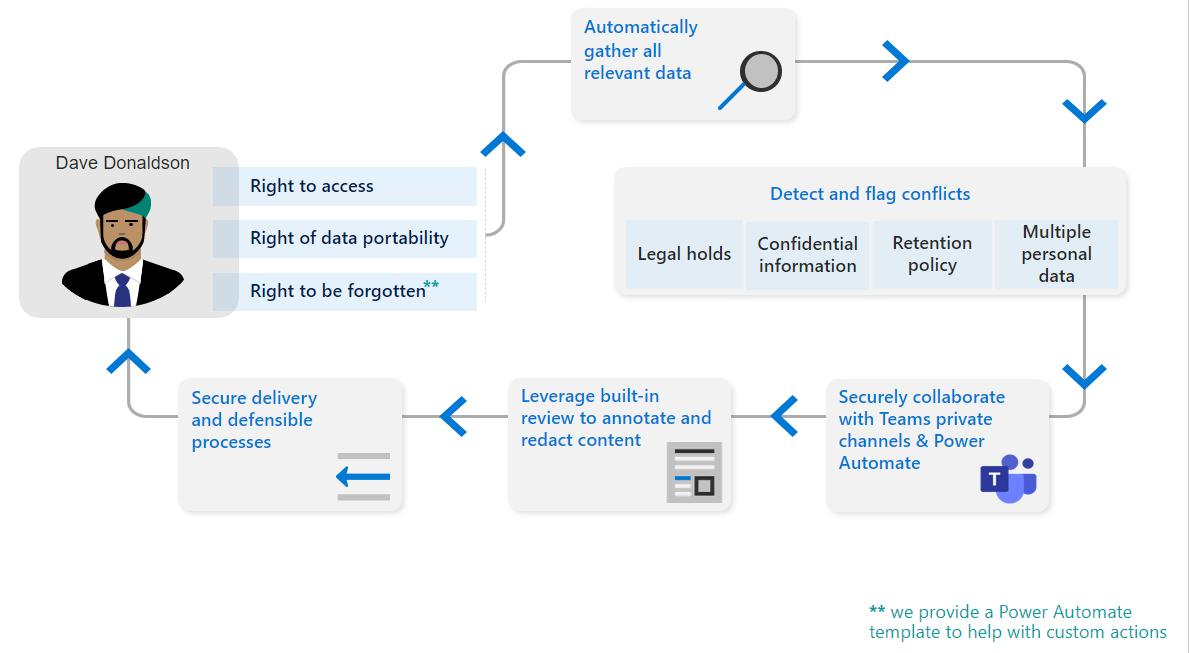 Automatically
gather all
relevant data
Dave Donaldson
Right to access
Right of data portability
Right to be forgotten**
Detect and flag conflicts
Legal holds
Confidential
information
Retention
policy
Multiple
personal
data
Securely collaborate
with Teams private
channels & Power
Automate
T
Leverage built-in
review to annotate and
redact content
Secure delivery
and defensible
processes
** we provide a Power Automate
template to help with custom actions